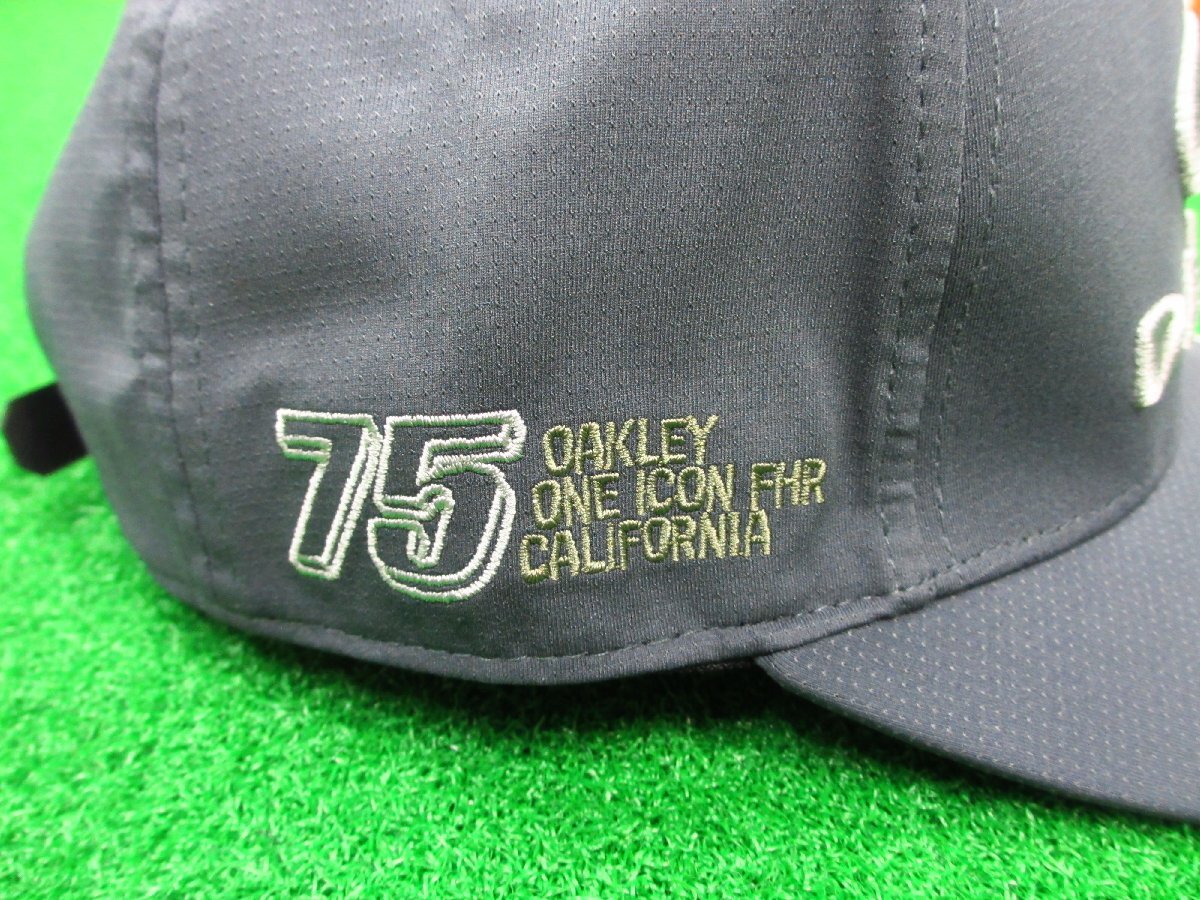 75
OAKLEY
ONE ICON FHR
CALIFORNIA